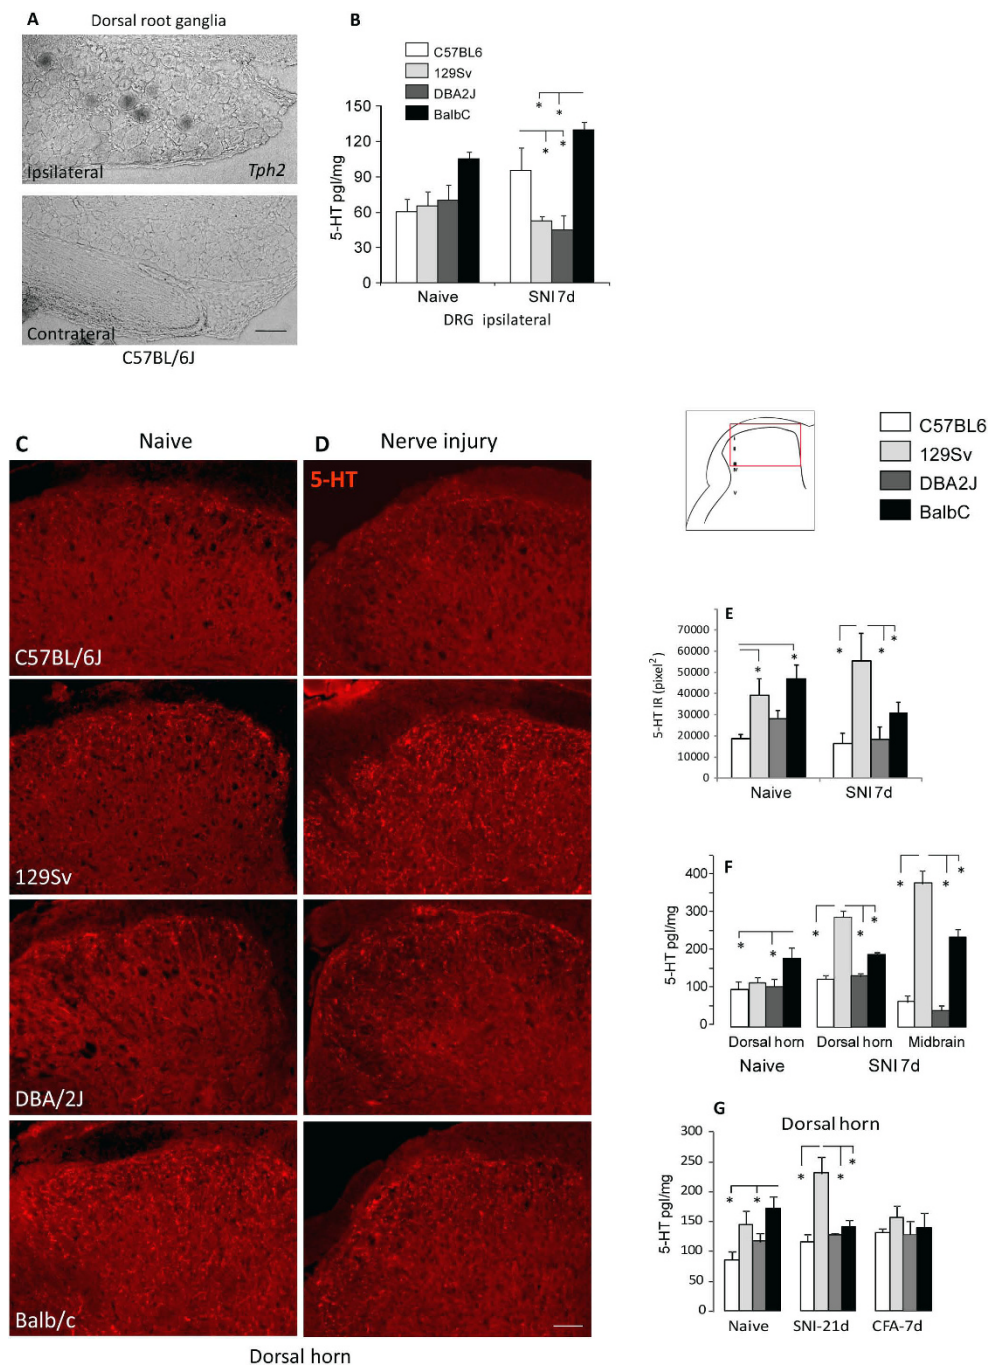 A
Dorsal root ganglia
Ipsilateral
Tph2
Contrateral
C57BL/6J
B
C57BL6
129Sv
DBA2J
BalbC
5-HT pgl/mg
150
120
90
60
30
0
* *
* *
Naive
SNI 7d
DRG ipsilateral
C
Naive
D
Nerve injury
5-HT
C57BL/6J
129Sv
DBA/2J
Balb/c
Dorsal horn
C57BL6
129Sv
DBA2J
BalbC
E
5-HT IR (pixel²)
70000
60000
50000
40000
30000
20000
10000
0
* *
* * *
Naive
SNI 7d
F
5-HT pgl/mg
400
300
200
100
0
* *
* * *
* * *
Dorsal horn
Dorsal horn
Midbrain
Naive
SNI 7d
G
Dorsal horn
5-HT pgl/mg
300
250
200
150
100
50
0
* *
* * *
Naive
SNI-21d
CFA-7d